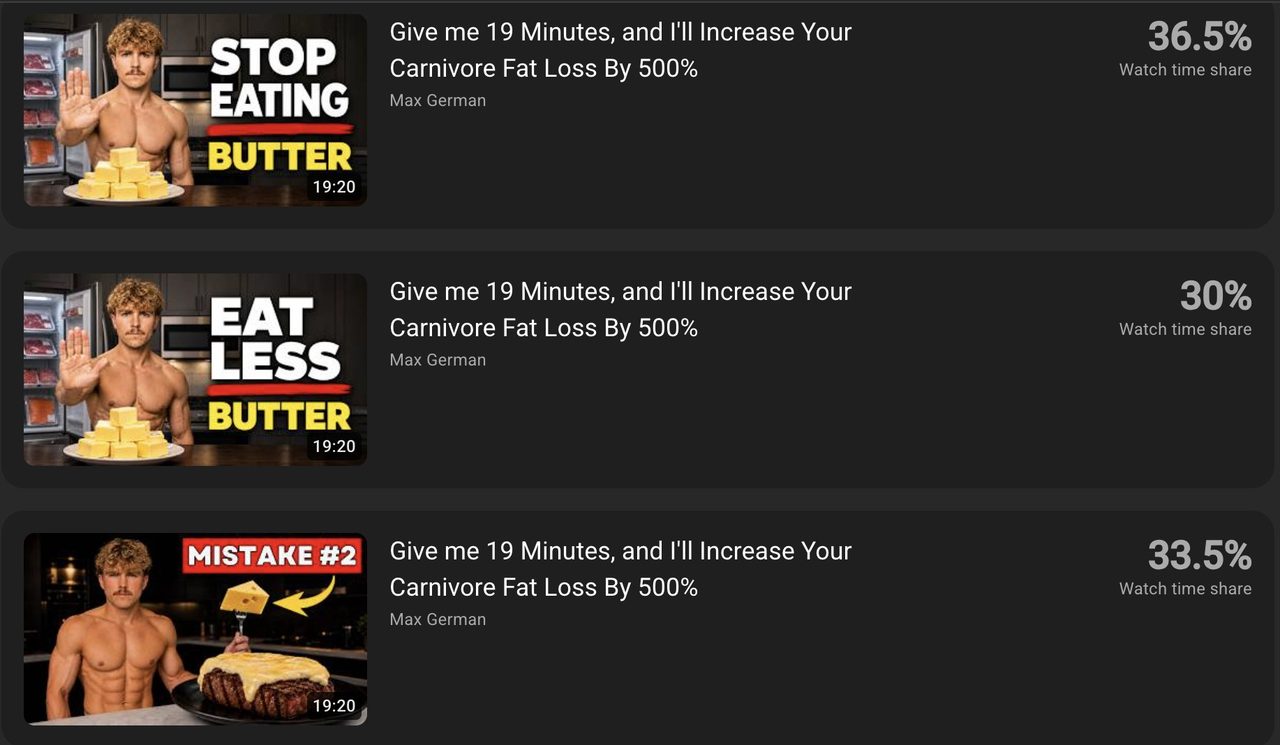 STOP
EATING
BUTTER
19:20
Give me 19 Minutes, and I'll Increase Your
Carnivore Fat Loss By 500%
Max German
36.5%
Watch time share
EAT
LESS
BUTTER
19:20
Give me 19 Minutes, and I'll Increase Your
Carnivore Fat Loss By 500%
Max German
30%
Watch time share
MISTAKE #2
19:20
Give me 19 Minutes, and I'll Increase Your
Carnivore Fat Loss By 500%
Max German
33.5%
Watch time share